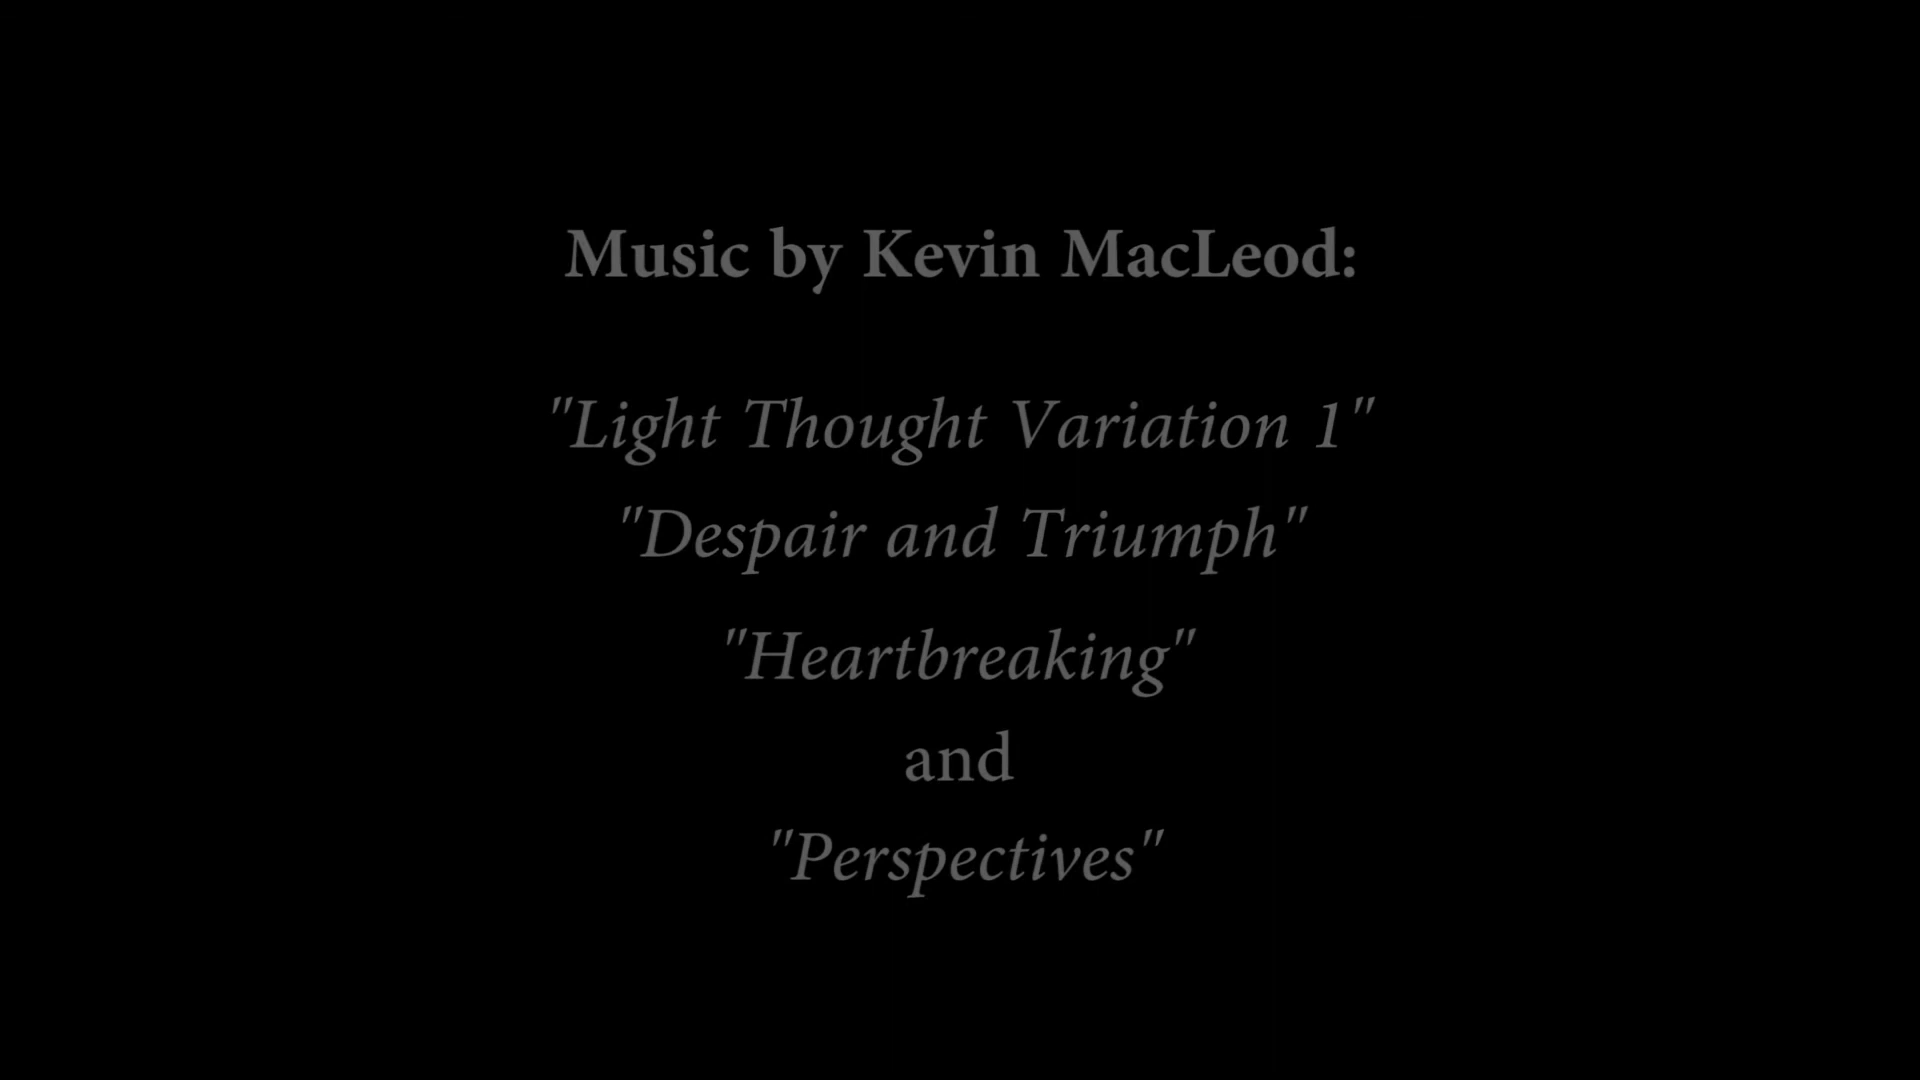 Music by Kevin MacLeod:
"Light Thought Variation 1"
"Despair and Triumph"
"Heartbreaking"
and
"Perspectives"